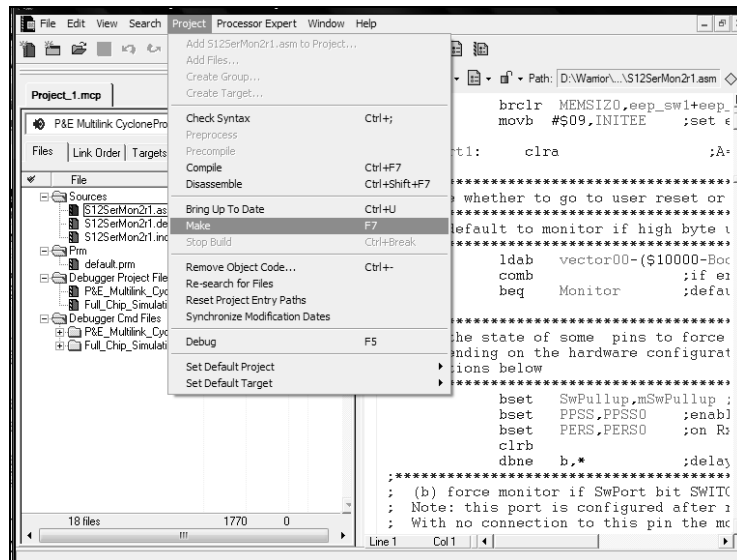 File Edit View Search Project Processor Expert Window Help
Path: D:\Warrior\...\S12SerMon2r1.asm
Project_1.mcp
P&E Multilink CyclonePro
Files Link Order Targets
File
Sources
S12SerMon2r1.as
S12SerMon2r1.de
S12SerMon2r1.inc
Prm
default.prm
Debugger Project File
P&E_Multilink_Cyc
Full_Chip_Simulati
Debugger Cmd Files
P&E_Multilink_Cyc
Full_Chip_Simulati
18 files 1770 0
Add S12SerMon2r1.asm to Project...
Add Files...
Create Group...
Create Target...
Check Syntax Ctrl+;
Preprocess
Precompile
Compile Ctrl+F7
Disassemble Ctrl+Shift+F7
Bring Up To Date Ctrl+U
Make F7
Stop Build Ctrl+Break
Remove Object Code... Ctrl+-
Re-search for Files
Reset Project Entry Paths
Synchronize Modification Dates
Debug F5
Set Default Project
Set Default Target
brclr MEMSIZ0,eep_sw1+eep_
movb #$09,INITEE ;set
rt1: clra ;A=
****************************
whether to go to user reset or
****************************
efault to monitor if high byte
ldab vector00-($10000-Boo
comb ;if er
beq Monitor ;defau
****************************
the state of some pins to force
ending on the hardware configurat
tions below
****************************
bset SwPullup,mSwPullup ;
bset PPSS,PPSS0 ;enabl
bset PERS,PERS0 ;on Rx
clrb
dbne b,* ;delay
;********************************
; (b) force monitor if SwPort bit SWITC
; Note: this port is configured after
; With no connection to this pin the mo
Line 1 Col 1